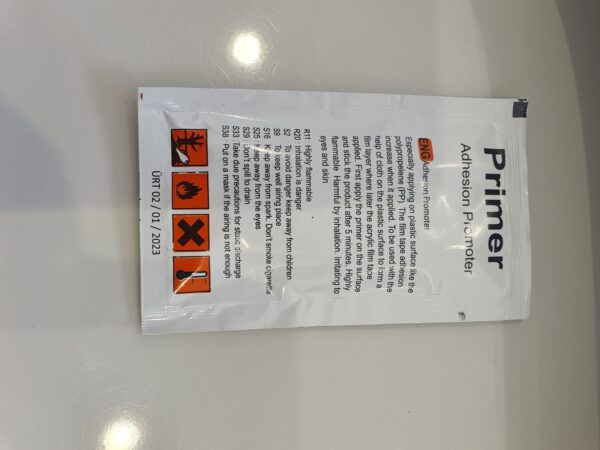 Primer
Adhesion Promoter
ENG Adhesion Promoter
Especially applying on plastic surface like the
polypropelene (PP). The film tape adhesion
increase when it applied. To be used with the
help of cloth on the plastic surface to form a
film layer where later the acrylic film tape
applied. First apply the primer on the surface
and stick the product after 5 minutes. Highly
flammable. Harmful by inhalation. Irritating to
eyes and skin
R11 : Highly flammable
R20 : Inhalation is danger
S2 : To avoid danger keep away from children
S9 : To keep well airing place
S16 : Keep away from spark. Don't smoke cigarette
S25 : Keep away from the eyes
S29 : Don't spill to drain
S33 : Take due precautions for static discharge
S38 : Put on a mask if the airing is not enough
ÜRT 02 / 01 / 2023